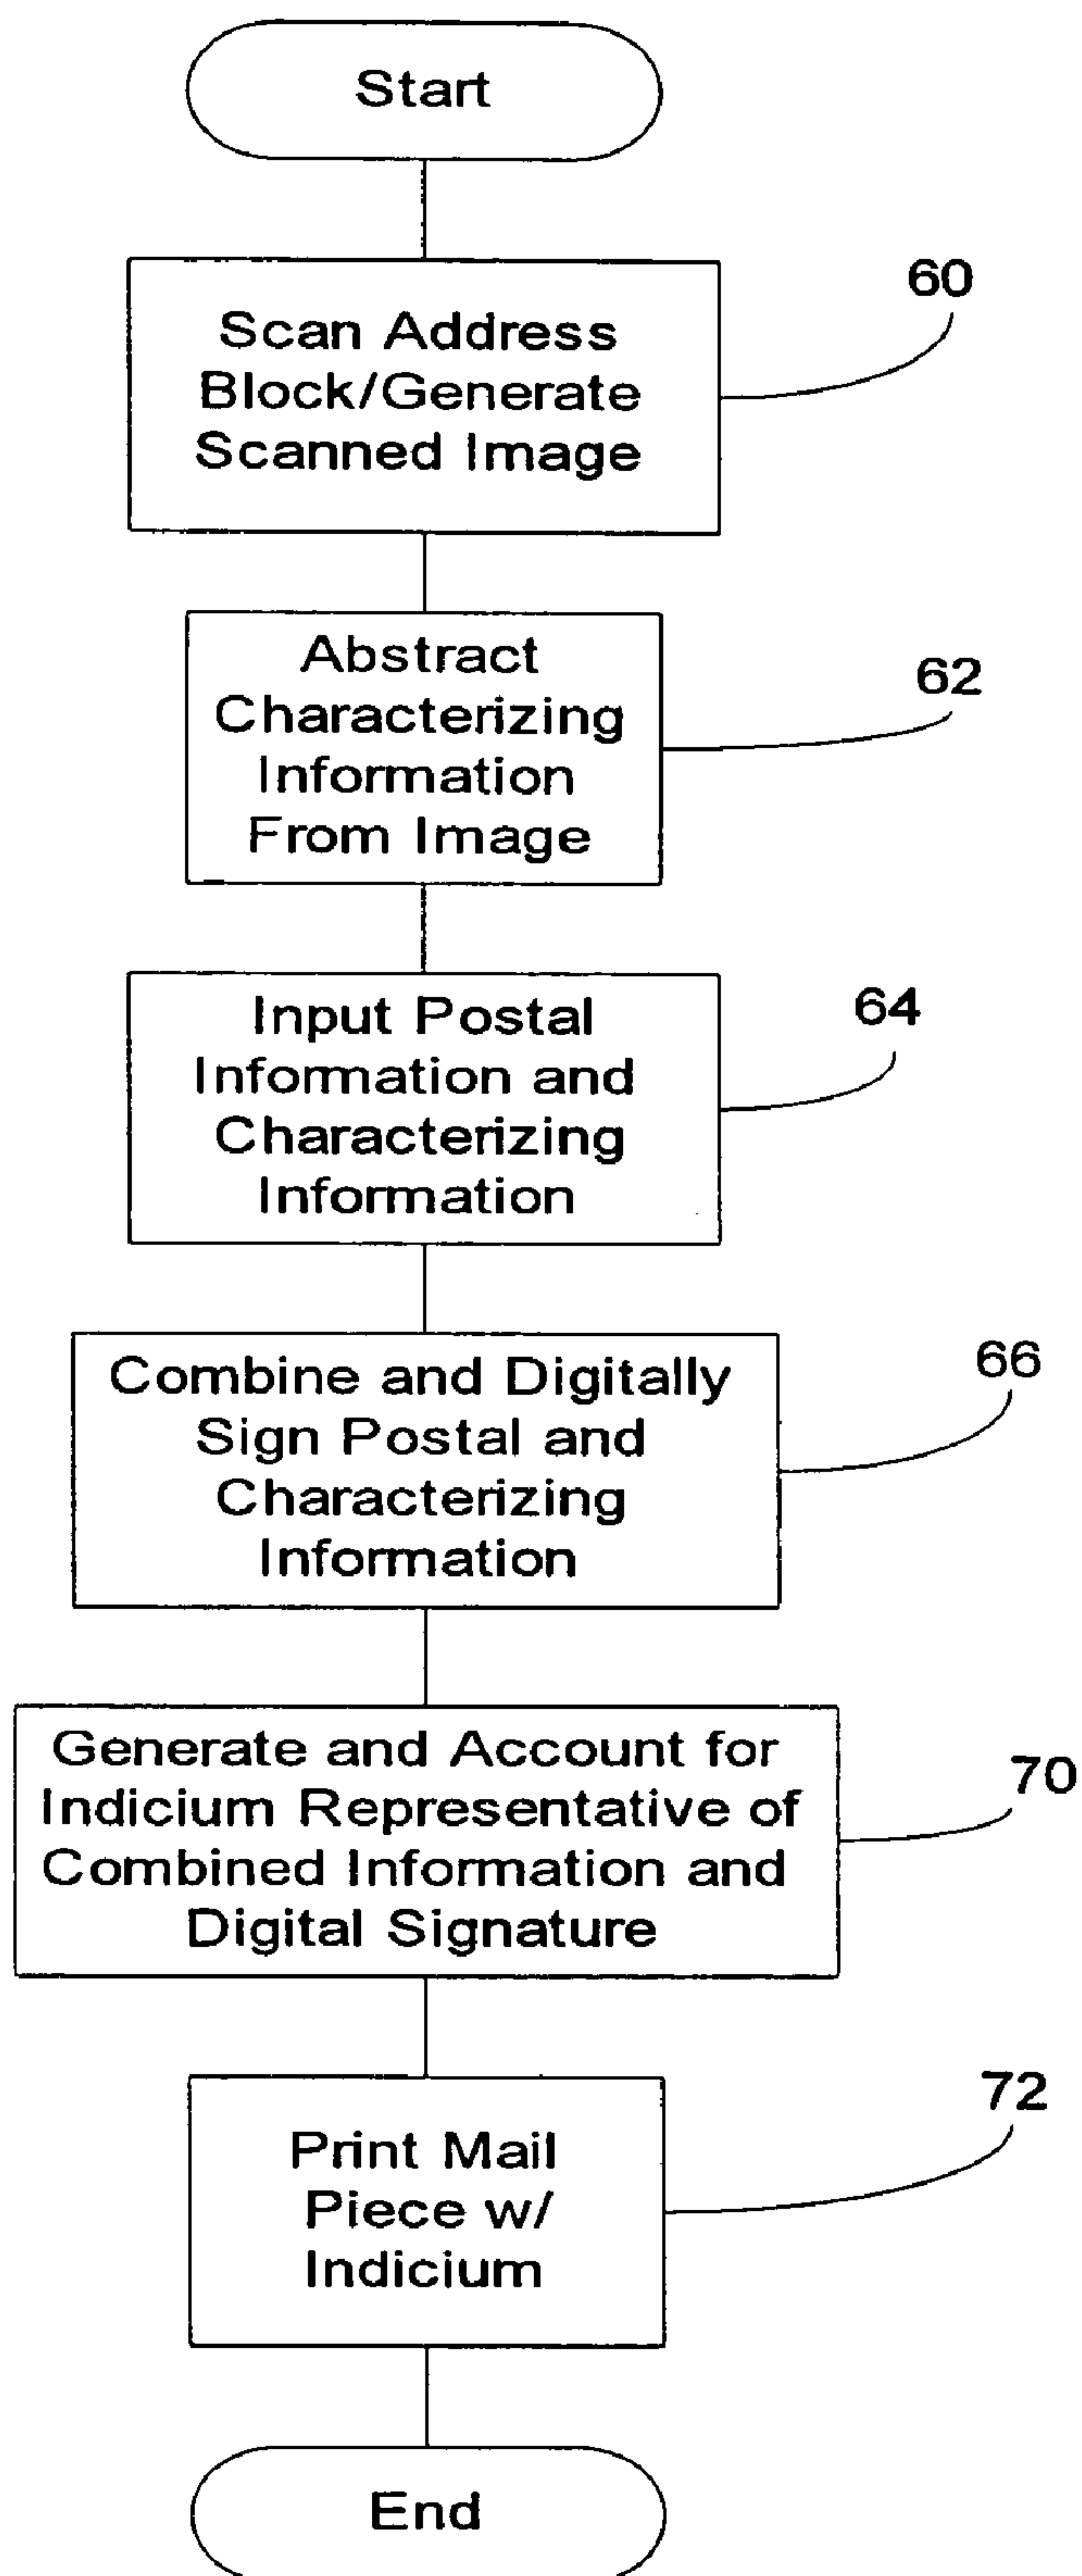 Start
60
Scan Address
Block/Generate
Scanned Image
62
Abstract
Characterizing
Information
From Image
64
Input Postal
Information and
Characterizing
Information
66
Combine and Digitally
Sign Postal and
Characterizing
Information
70
Generate and Account for
Indicium Representative of
Combined Information and
Digital Signature
72
Print Mail
Piece w/
Indicium
End